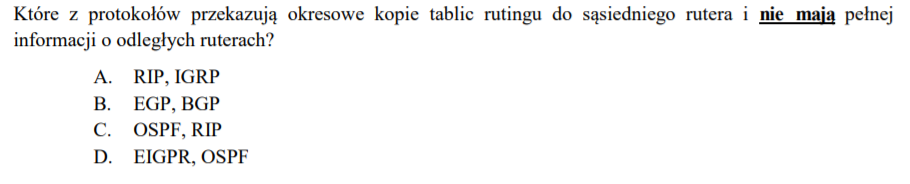 Które z protokołów przekazują okresowe kopie tablic rutingu do sąsiedniego rutera i nie mają pełnej
informacji o odległych ruterach?
A. RIP, IGRP
B. EGP, BGP
C. OSPF, RIP
D. EIGPR, OSPF